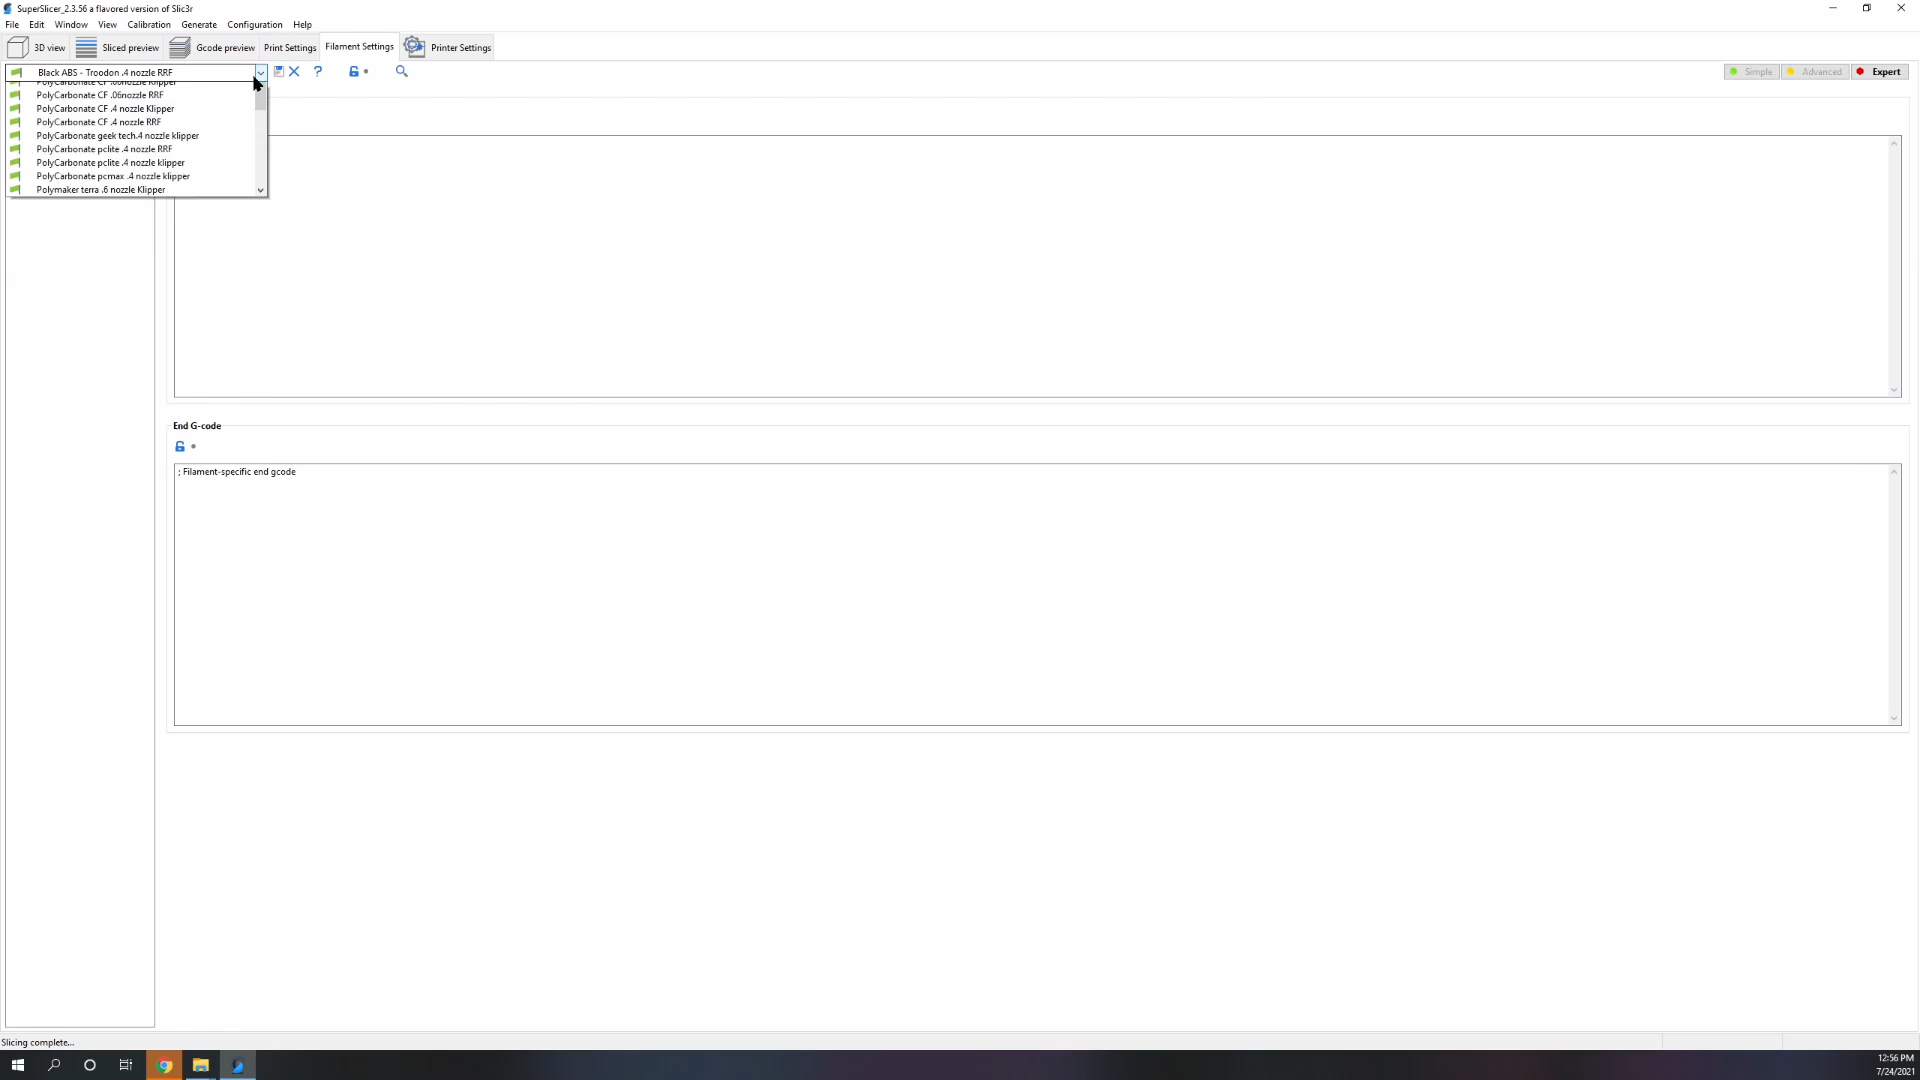 SuperSlicer_2.3.56 a flavored version of Slic3r
File Edit Window View Calibration Generate Configuration Help
3D view Sliced preview Gcode preview Print Settings Filament Settings Printer Settings
Black ABS - Troodon .4 nozzle RRF ? Simple Advanced Expert
PolyCarbonate CF .06nozzle Klipper
PolyCarbonate CF .06nozzle RRF
PolyCarbonate CF .4 nozzle Klipper
PolyCarbonate CF .4 nozzle RRF
PolyCarbonate geek tech.4 nozzle klipper
PolyCarbonate pclite .4 nozzle RRF
PolyCarbonate pclite .4 nozzle klipper
PolyCarbonate pcmax .4 nozzle klipper
Polymaker terra .6 nozzle Klipper
End G-code
; Filament-specific end gcode
Slicing complete...
12:56 PM
7/24/2021